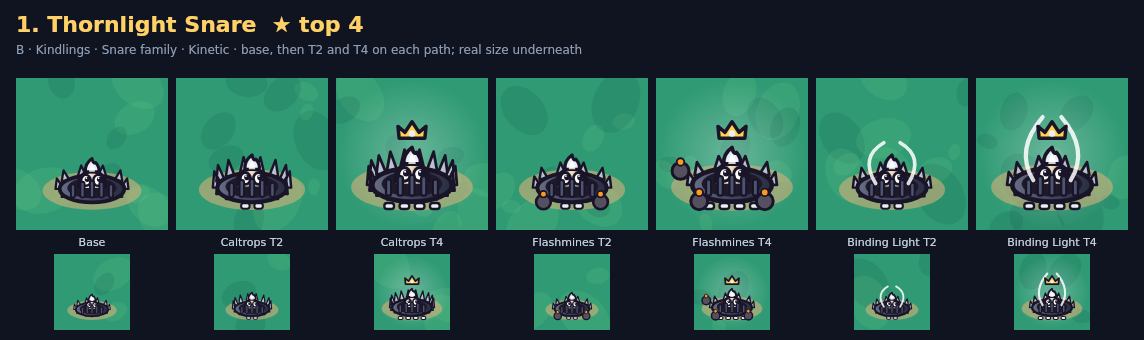 1. Thornlight Snare ★ top 4
B · Kindlings · Snare family · Kinetic · base, then T2 and T4 on each path; real size underneath
Base
Caltrops T2
Caltrops T4
Flashmines T2
Flashmines T4
Binding Light T2
Binding Light T4